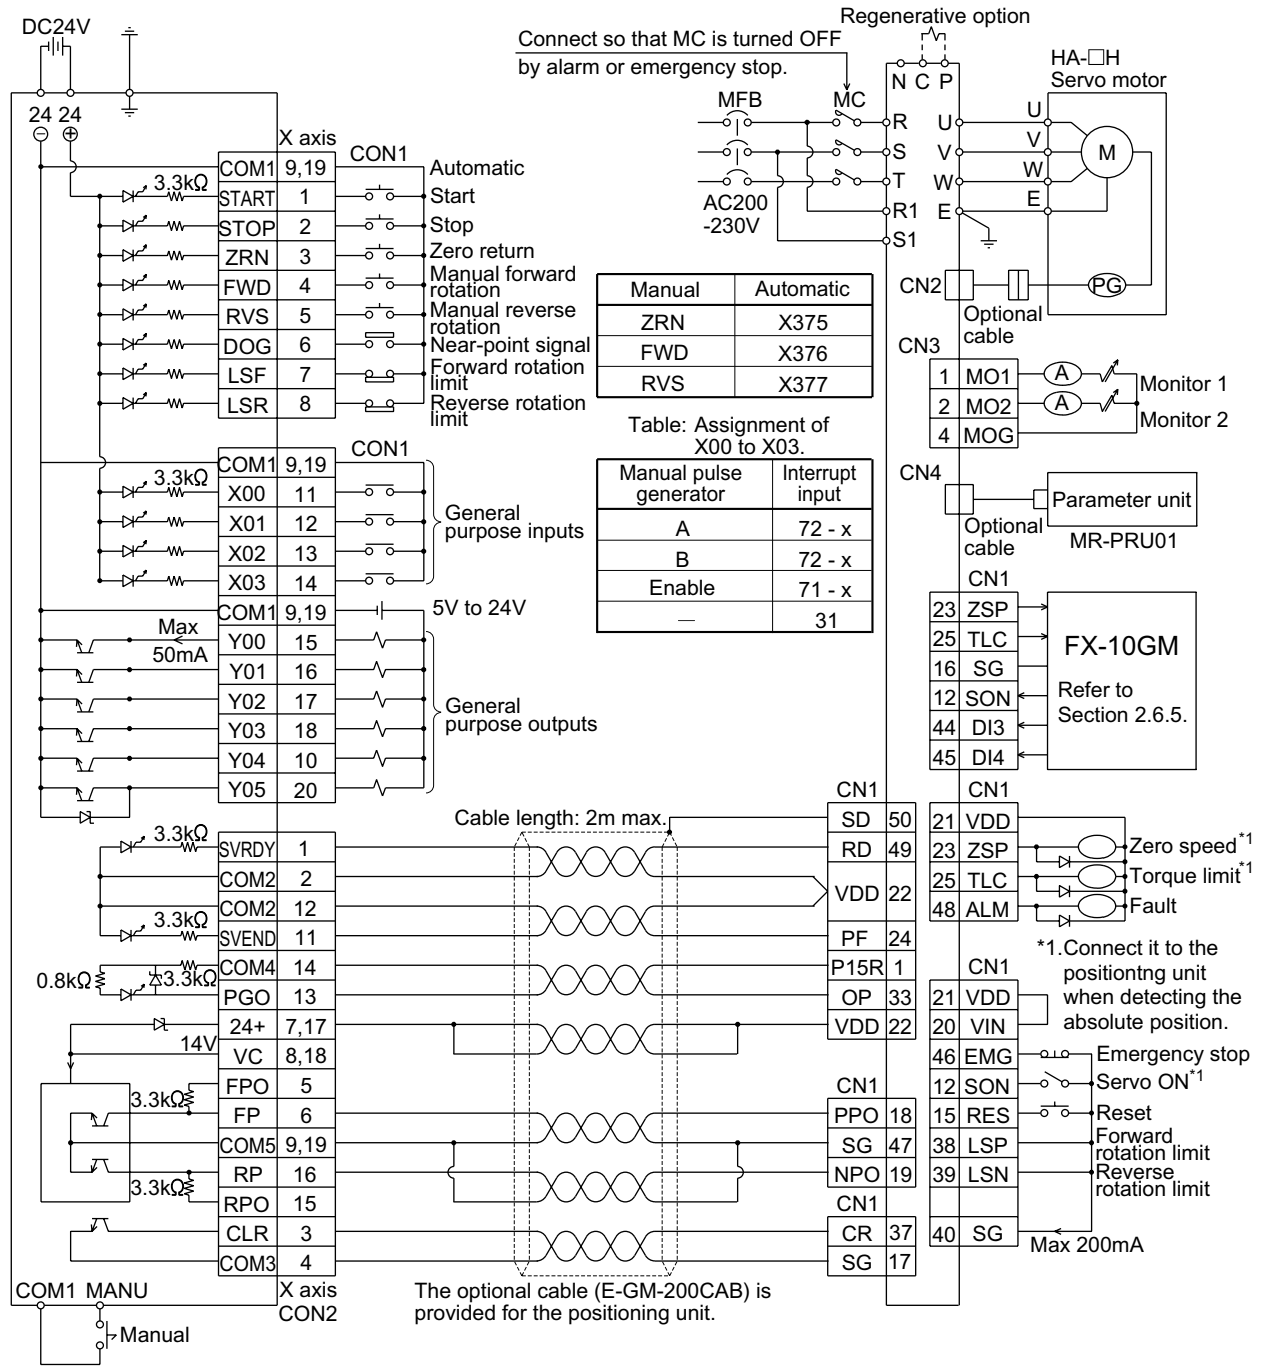 DC24V
24 24
⊖ ⊕
X axis
CON1
COM1 9,19 Automatic
3.3kΩ START 1 Start
STOP 2 Stop
ZRN 3 Zero return
FWD 4 Manual forward
rotation
RVS 5 Manual reverse
rotation
DOG 6 Near-point signal
LSF 7 Forward rotation
limit
LSR 8 Reverse rotation
limit
CON1
COM1 9,19
3.3kΩ X00 11
X01 12
X02 13
X03 14
General
purpose inputs
COM1 9,19 5V to 24V
Max
50mA
Y00 15
Y01 16
Y02 17
Y03 18
Y04 10
Y05 20
General
purpose outputs
Regenerative option
Connect so that MC is turned OFF
by alarm or emergency stop.
MFB MC
AC200
-230V
N C P
R
S
T
R1
S1
U
V
W
E
U
V
W
E
HA-□H
Servo motor
M
PG
CN2
Optional
cable
Manual Automatic
ZRN X375
FWD X376
RVS X377
Table: Assignment of
X00 to X03.
Manual pulse
generator
Interrupt
input
A 72 - x
B 72 - x
Enable 71 - x
— 31
CN3
1 MO1 A Monitor 1
2 MO2 A Monitor 2
4 MOG
CN4
Optional
cable
Parameter unit
MR-PRU01
CN1
23 ZSP
25 TLC
16 SG
12 SON
44 DI3
45 DI4
FX-10GM
Refer to
Section 2.6.5.
Cable length: 2m max.
3.3kΩ SVRDY 1
COM2 2
COM2 12
3.3kΩ SVEND 11
COM4 14
0.8kΩ 3.3kΩ
PGO 13
24+ 7,17
14V
VC 8,18
FPO 5
3.3kΩ
FP 6
COM5 9,19
RP 16
3.3kΩ
RPO 15
CLR 3
COM3 4
X axis
CON2
COM1 MANU
Manual
The optional cable (E-GM-200CAB) is
provided for the positioning unit.
CN1
SD 50
RD 49
VDD 22
PF 24
P15R 1
OP 33
VDD 22
CN1
PPO 18
SG 47
NPO 19
CN1
CR 37
SG 17
CN1
21 VDD
23 ZSP Zero speed*1
25 TLC Torque limit*1
48 ALM Fault
*1.Connect it to the
positiontng unit
when detecting the
absolute position.
CN1
21 VDD
20 VIN
46 EMG Emergency stop
12 SON Servo ON*1
15 RES Reset
38 LSP Forward
rotation limit
39 LSN Reverse
rotation limit
40 SG
Max 200mA